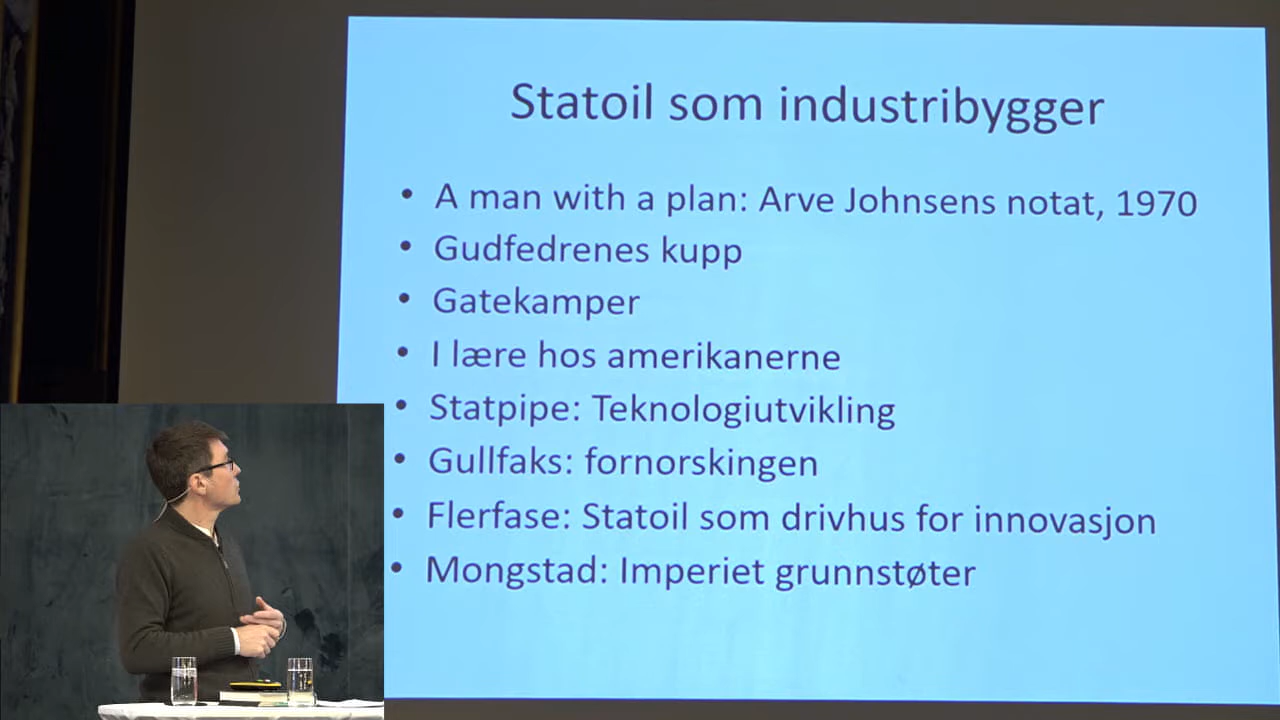 Statoil som industribygger
• A man with a plan: Arve Johnsens notat, 1970
• Gudfedrenes kupp
• Gatekamper
• I lære hos amerikanerne
• Statpipe: Teknologiutvikling
• Gullfaks: fornorskingen
• Flerfase: Statoil som drivhus for innovasjon
• Mongstad: Imperiet grunnstøter